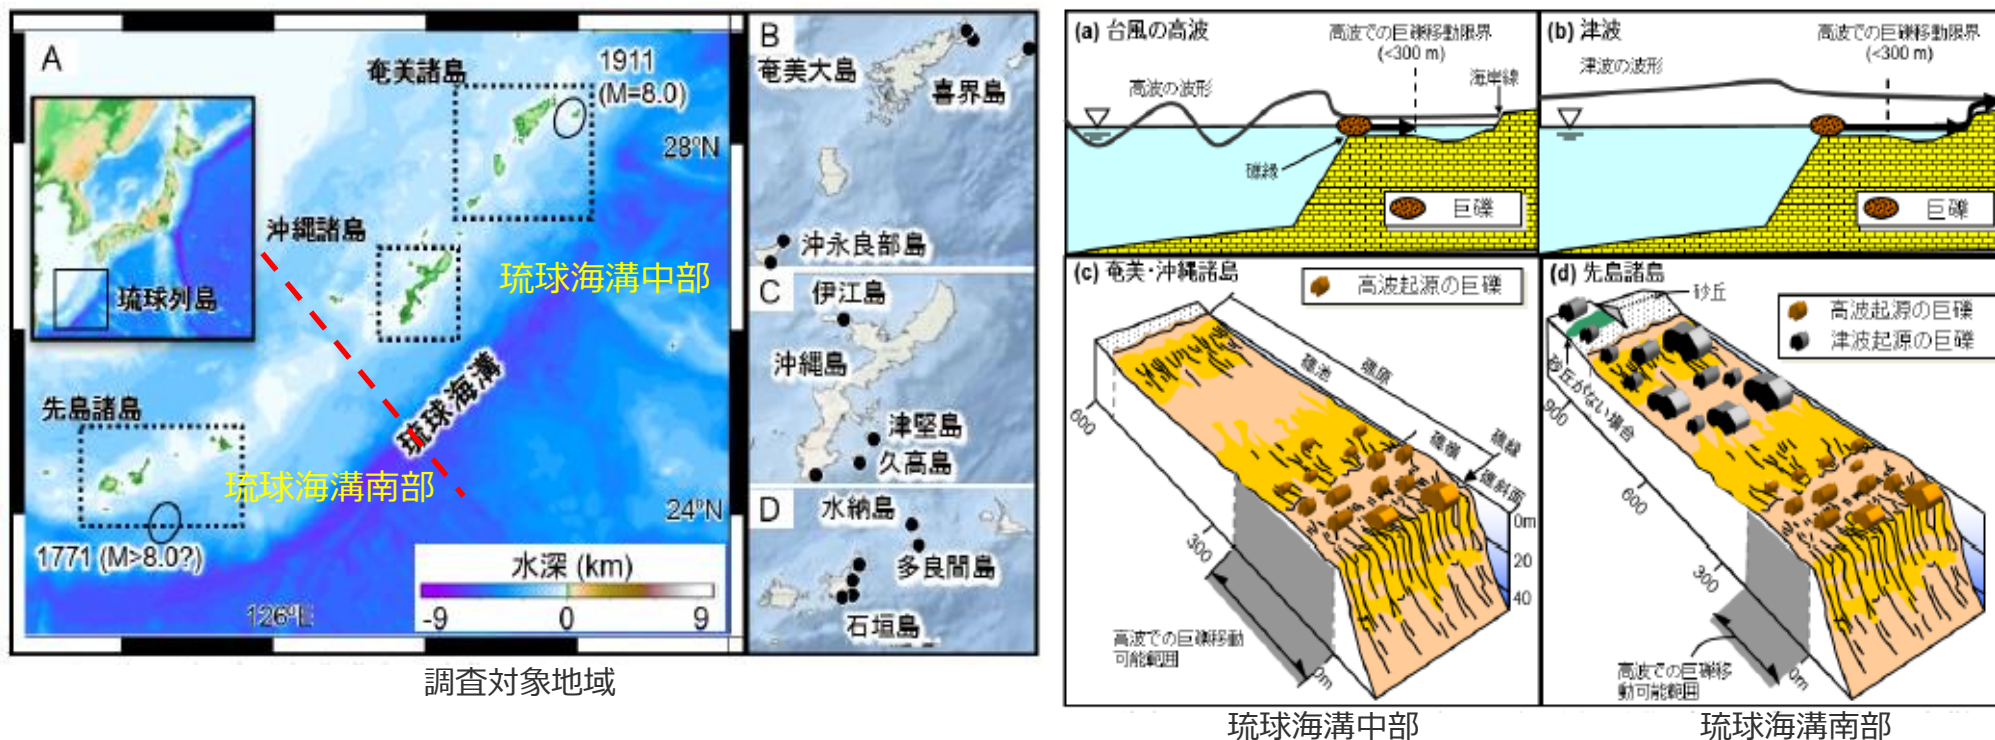 A
奄美諸島
1911
(M=8.0)
28°N
沖縄諸島
琉球海溝中部
琉球列島
琉球海溝
先島諸島
琉球海溝南部
24°N
1771 (M>8.0?)
126°E
水深 (km)
-9
0
9
B
奄美大島
喜界島
沖永良部島
C
伊江島
沖縄島
津堅島
久高島
D
水納島
多良間島
石垣島
調査対象地域
(a) 台風の高波
高波での巨礫移動限界
(<300 m)
海岸線
高波の波形
礁縁
巨礫
(b) 津波
高波での巨礫移動限界
(<300 m)
津波の波形
巨礫
(c) 奄美・沖縄諸島
高波起源の巨礫
礁池
礁原
礁嶺
礁縁
礁斜面
600
300
0m
0m
20
40
高波での巨礫移動
可能範囲
琉球海溝中部
(d) 先島諸島
砂丘
高波起源の巨礫
津波起源の巨礫
砂丘がない場合
900
600
300
0m
高波での巨礫移
動可能範囲
琉球海溝南部